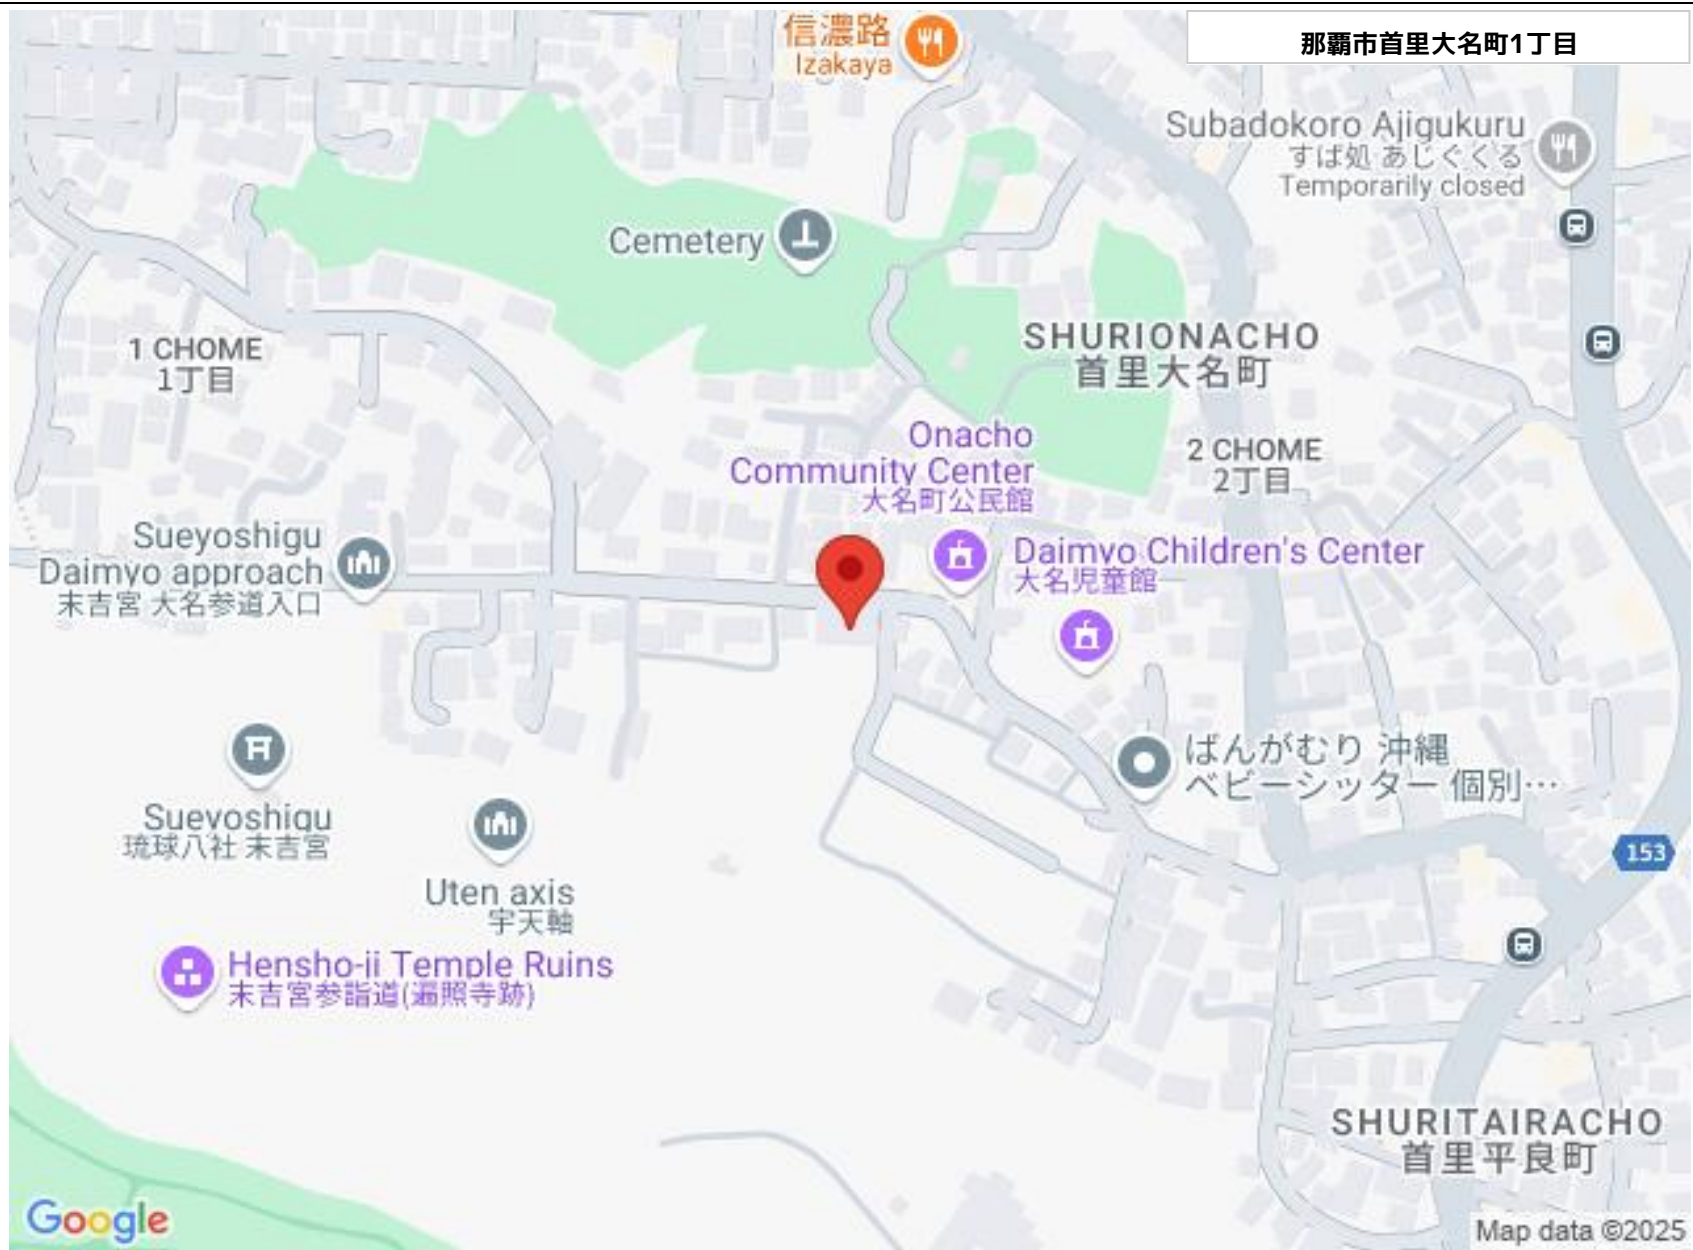 信濃路
Izakaya
那覇市首里大名町1丁目
Subadokoro Ajigukuru
すば処 あじぐくる
Temporarily closed
Cemetery
1 CHOME
1丁目
SHURIONACHO
首里大名町
Onacho
Community Center
大名町公民館
2 CHOME
2丁目
Sueyoshigu
Daimyo approach
末吉宮 大名参道入口
Daimyo Children's Center
大名児童館
Sueyoshigu
琉球八社 末吉宮
ばんがむり 沖縄
ベビーシッター 個別…
Uten axis
宇天軸
153
Hensho-ji Temple Ruins
末吉宮参詣道(遍照寺跡)
SHURITAIRACHO
首里平良町
Google
Map data ©2025